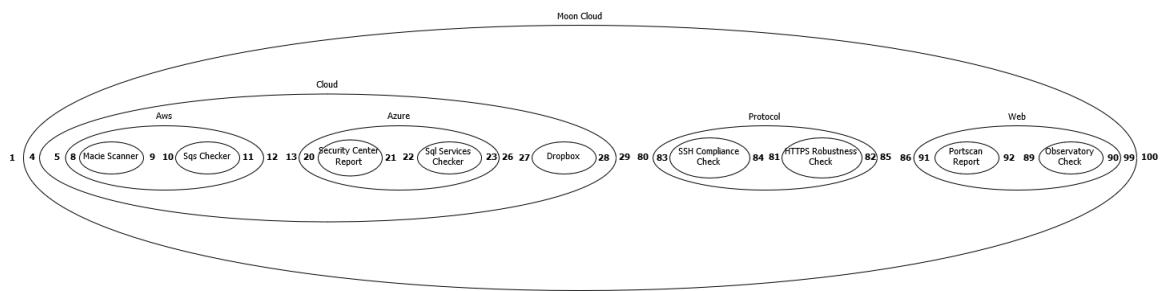 Moon Cloud
Cloud
Aws
Azure
Protocol
Web
1 4 5 8 Macie Scanner 9 10 Sqs Checker 11 12 13 20 Security Center
Report 21 22 Sql Services
Checker 23 26 27 Dropbox 28 29 80 83 SSH Compliance
Check 84 81 HTTPS Robustness
Check 82 85 86 91 Portscan
Report 92 89 Observatory
Check 90 99 100